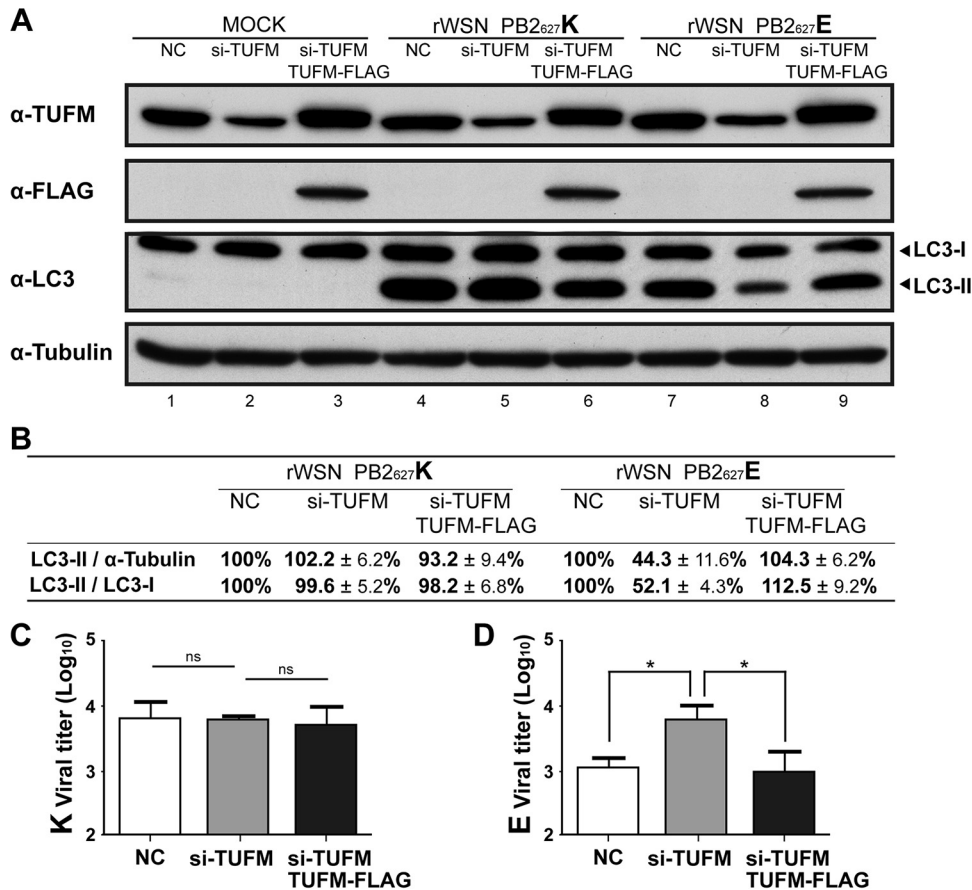 A
MOCK rWSN PB2627K rWSN PB2627E
NC si-TUFM si-TUFM NC si-TUFM si-TUFM NC si-TUFM si-TUFM
TUFM-FLAG TUFM-FLAG TUFM-FLAG
α-TUFM
α-FLAG
α-LC3
◄LC3-I
◄LC3-II
α-Tubulin
1 2 3 4 5 6 7 8 9
B
rWSN PB2627K rWSN PB2627E
NC si-TUFM si-TUFM NC si-TUFM si-TUFM
TUFM-FLAG TUFM-FLAG
LC3-II / α-Tubulin 100% 102.2 ± 6.2% 93.2 ± 9.4% 100% 44.3 ± 11.6% 104.3 ± 6.2%
LC3-II / LC3-I 100% 99.6 ± 5.2% 98.2 ± 6.8% 100% 52.1 ± 4.3% 112.5 ± 9.2%
C
K Viral titer (Log10)
5
4
3
2
ns
ns
NC si-TUFM si-TUFM
TUFM-FLAG
D
E Viral titer (Log10)
5
4
3
2
* *
NC si-TUFM si-TUFM
TUFM-FLAG